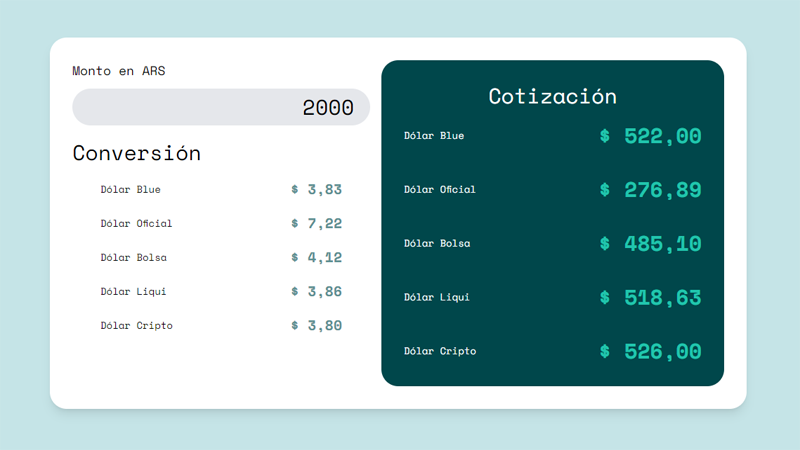 Monto en ARS
2000
Conversión
Dólar Blue $ 3,83
Dólar Oficial $ 7,22
Dólar Bolsa $ 4,12
Dólar Liqui $ 3,86
Dólar Cripto $ 3,80
Cotización
Dólar Blue $ 522,00
Dólar Oficial $ 276,89
Dólar Bolsa $ 485,10
Dólar Liqui $ 518,63
Dólar Cripto $ 526,00